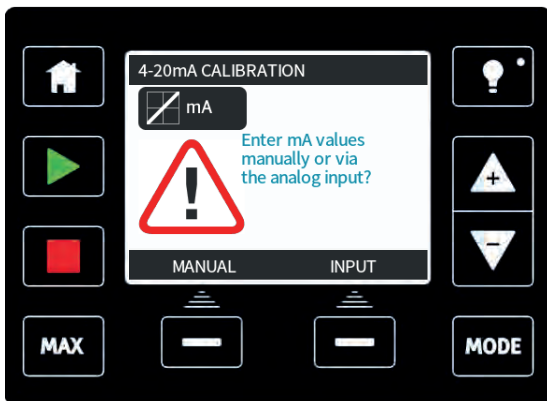 4-20mA CALIBRATION
mA
Enter mA values
manually or via
the analog input?
!
+
-
MANUAL INPUT
MAX
MODE